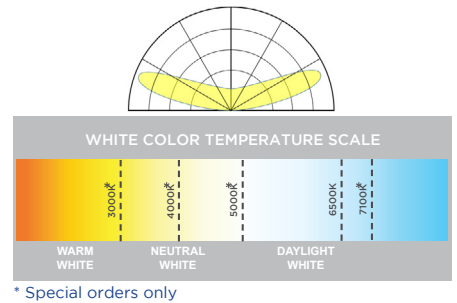 WHITE COLOR TEMPERATURE SCALE
3000K*
4000K*
5000K*
6500K
7100K*
WARM WHITE
NEUTRAL WHITE
DAYLIGHT WHITE
* Special orders only